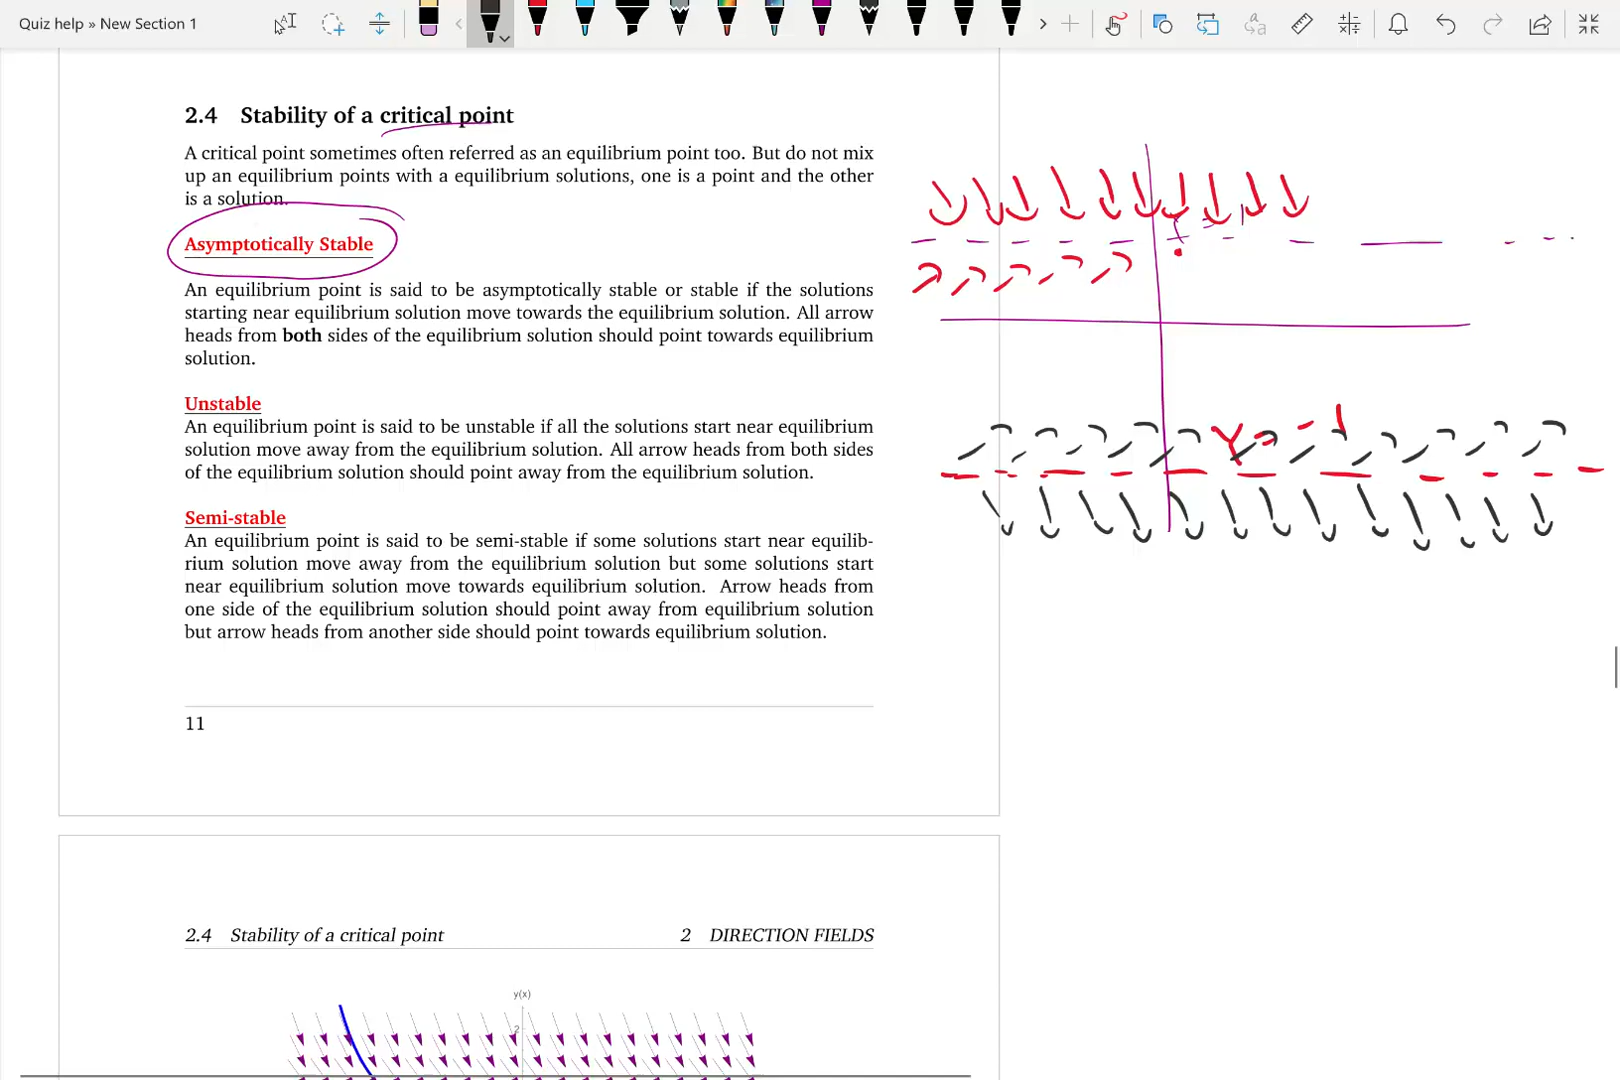 Quiz help » New Section 1
2.4 Stability of a critical point
A critical point sometimes often referred as an equilibrium point too. But do not mix
up an equilibrium points with a equilibrium solutions, one is a point and the other
is a solution.
Asymptotically Stable
An equilibrium point is said to be asymptotically stable or stable if the solutions
starting near equilibrium solution move towards the equilibrium solution. All arrow
heads from both sides of the equilibrium solution should point towards equilibrium
solution.
Unstable
An equilibrium point is said to be unstable if all the solutions start near equilibrium
solution move away from the equilibrium solution. All arrow heads from both sides
of the equilibrium solution should point away from the equilibrium solution.
Semi-stable
An equilibrium point is said to be semi-stable if some solutions start near equilib-
rium solution move away from the equilibrium solution but some solutions start
near equilibrium solution move towards equilibrium solution. Arrow heads from
one side of the equilibrium solution should point away from equilibrium solution
but arrow heads from another side should point towards equilibrium solution.
11
Y = 1
Y = -1
2.4 Stability of a critical point 2 DIRECTION FIELDS
y(x)
2